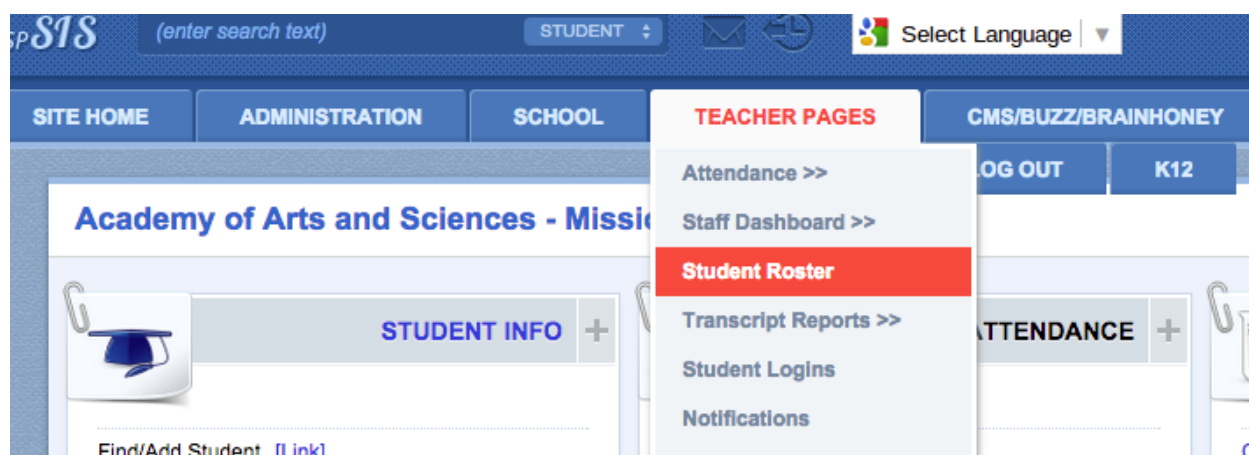 SPSIS (enter search text) STUDENT Select Language
SITE HOME ADMINISTRATION SCHOOL TEACHER PAGES CMS/BUZZ/BRAINHONEY
OG OUT K12
Attendance >>
Academy of Arts and Sciences - Missi
Staff Dashboard >>
Student Roster
STUDENT INFO + TTENDANCE +
Transcript Reports >>
Student Logins
Notifications
Find/Add Student [Link]